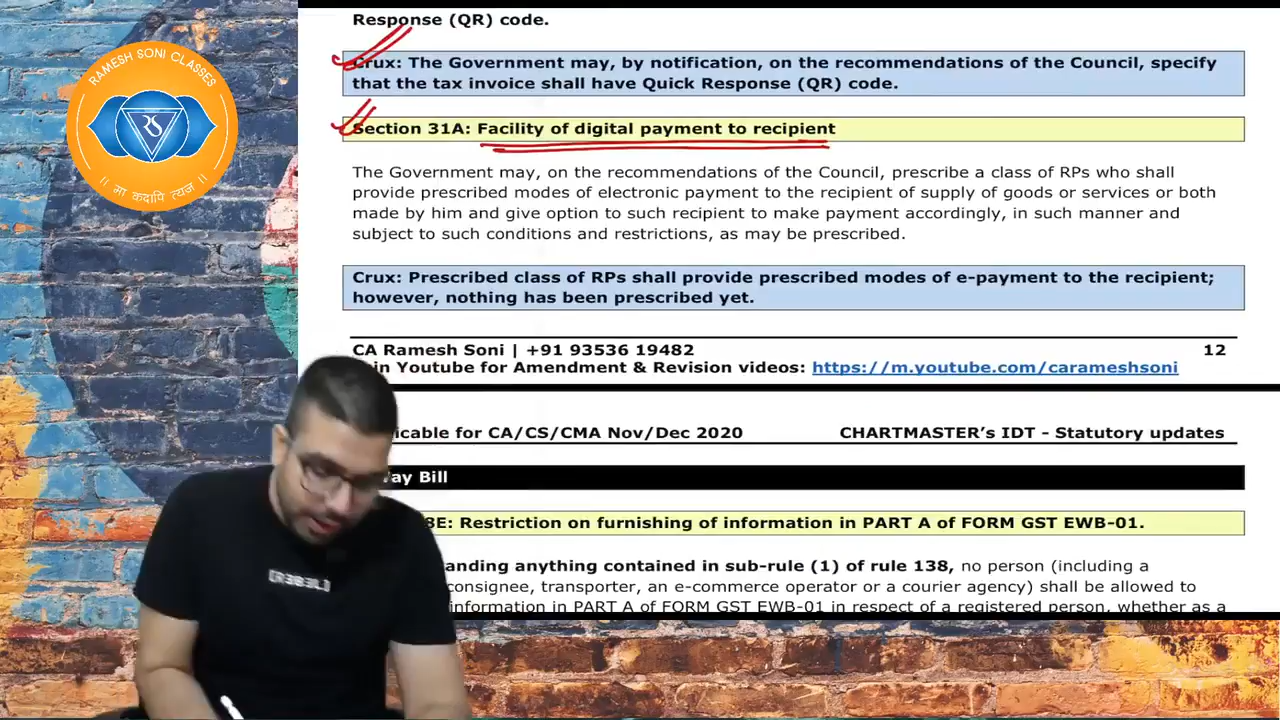 Response (QR) code.
RAMESH SONI CLASSES
Crux: The Government may, by notification, on the recommendations of the Council, specify
that the tax invoice shall have Quick Response (QR) code.
Section 31A: Facility of digital payment to recipient
The Government may, on the recommendations of the Council, prescribe a class of RPs who shall
provide prescribed modes of electronic payment to the recipient of supply of goods or services or both
made by him and give option to such recipient to make payment accordingly, in such manner and
subject to such conditions and restrictions, as may be prescribed.
।। मा कदापि त्यज ।।
Crux: Prescribed class of RPs shall provide prescribed modes of e-payment to the recipient;
however, nothing has been prescribed yet.
CA Ramesh Soni | +91 93536 19482 12
in Youtube for Amendment & Revision videos: https://m.youtube.com/carameshsoni
icable for CA/CS/CMA Nov/Dec 2020 CHARTMASTER's IDT - Statutory updates
ay Bill
8E: Restriction on furnishing of information in PART A of FORM GST EWB-01.
anding anything contained in sub-rule (1) of rule 138, no person (including a
consignee, transporter, an e-commerce operator or a courier agency) shall be allowed to
information in PART A of FORM GST EWB-01 in respect of a registered person, whether as a